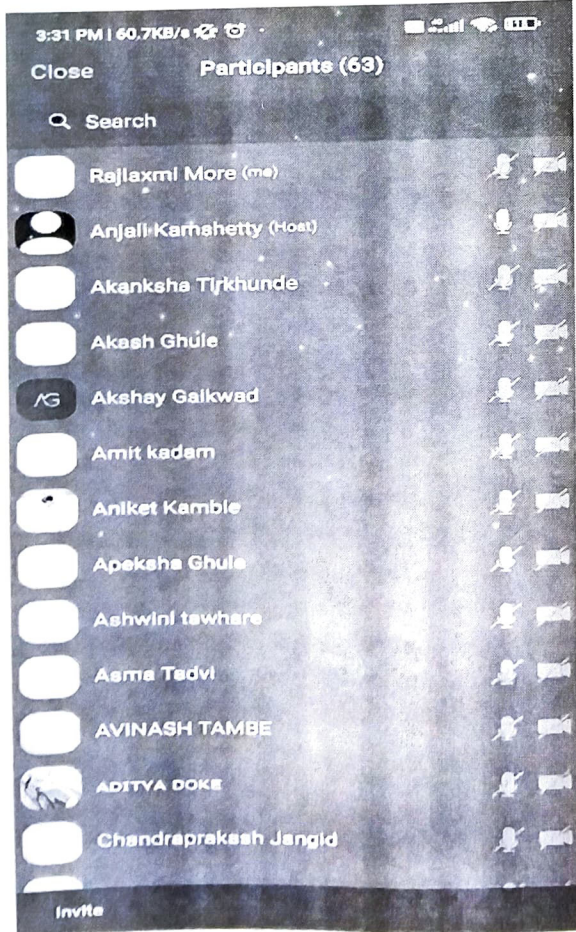 3:31 PM | 60.7KB/s
Close Participants (63)
Search
Rajlaxmi More (me)
Anjali Kamshetty (Host)
Akanksha Tirkhunde
Akash Ghule
AG Akshay Gaikwad
Amit kadam
Aniket Kamble
Apeksha Ghule
Ashwini tawhare
Asma Tadvi
AVINASH TAMBE
ADITYA DOKE
Chandraprakash Jangid
Invite